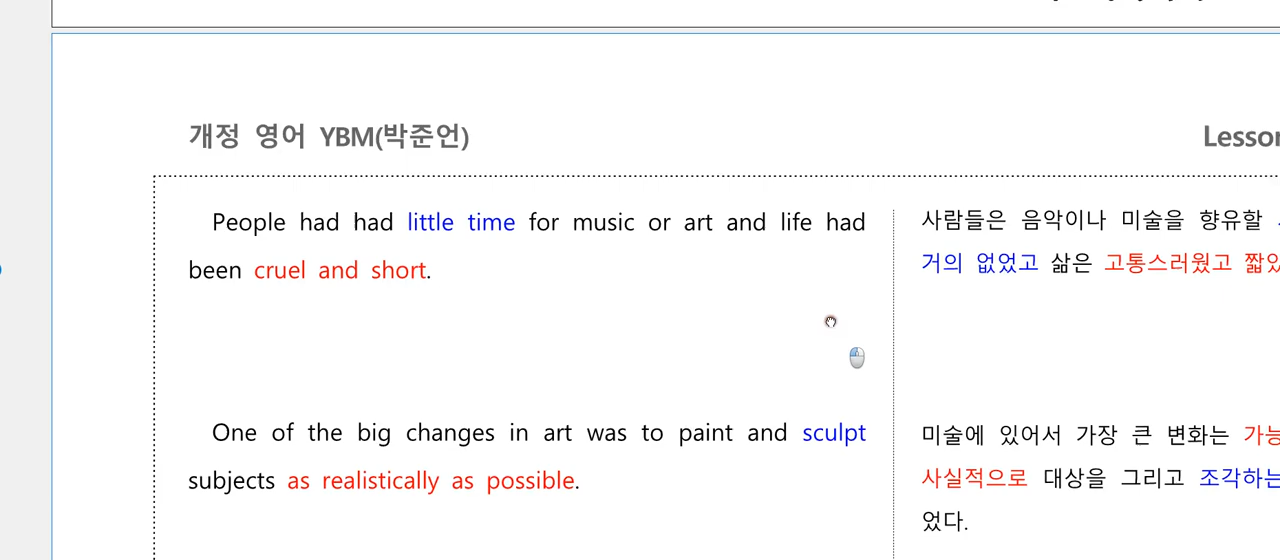 개정 영어 YBM(박준언)
Lesson
People had had little time for music or art and life had
been cruel and short.
사람들은 음악이나 미술을 향유할
거의 없었고 삶은 고통스러웠고 짧았
One of the big changes in art was to paint and sculpt
subjects as realistically as possible.
미술에 있어서 가장 큰 변화는 가능
사실적으로 대상을 그리고 조각하는
었다.